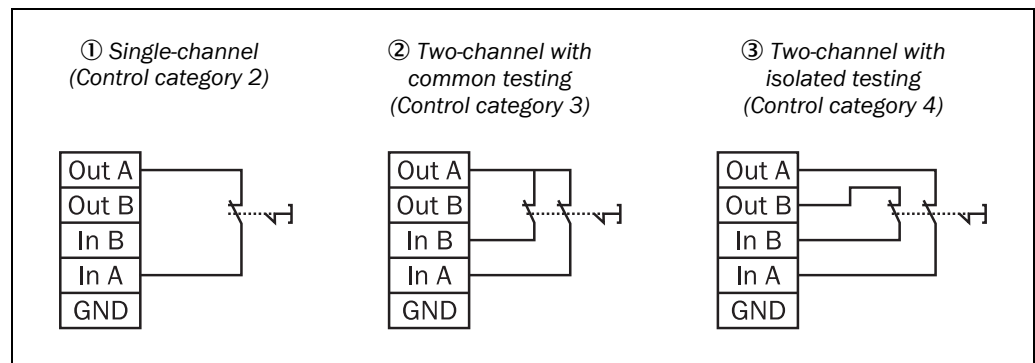 ① Single-channel
(Control category 2)
Out A
Out B
In B
In A
GND
② Two-channel with
common testing
(Control category 3)
Out A
Out B
In B
In A
GND
③ Two-channel with
isolated testing
(Control category 4)
Out A
Out B
In B
In A
GND